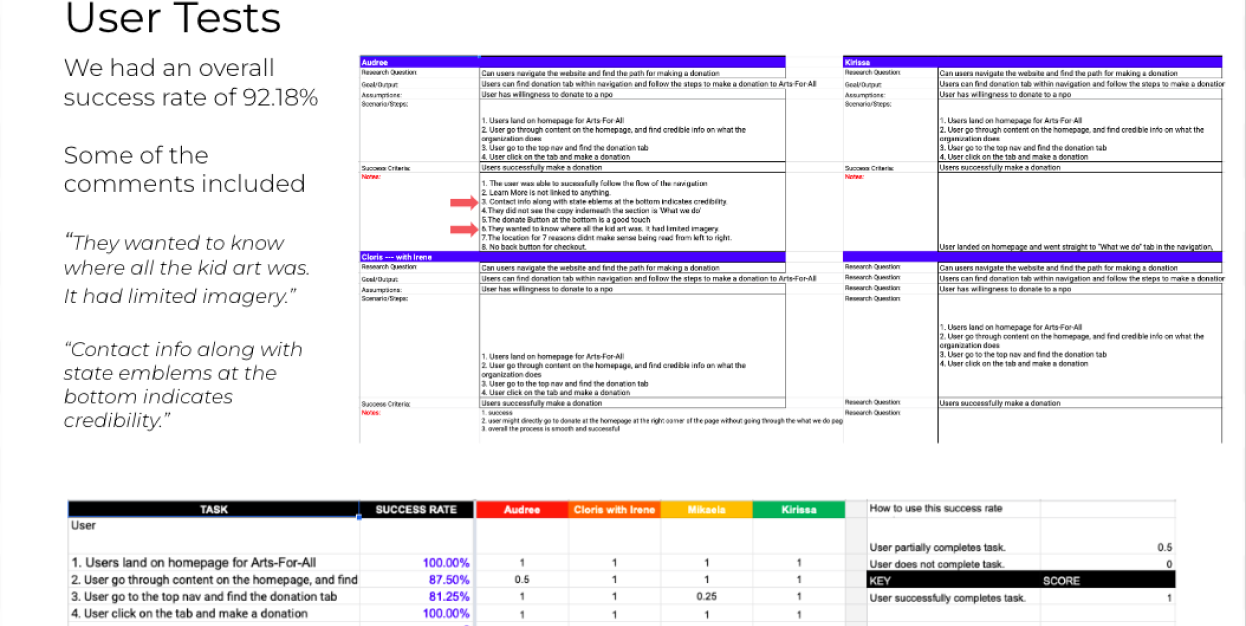 User Tests
We had an overall
success rate of 92.18%
Some of the
comments included
“They wanted to know
where all the kid art was.
It had limited imagery.”
“Contact info along with
state emblems at the
bottom indicates
credibility.”
Audree
Research Question: Can users navigate the website and find the path for making a donation
Goal/Output: Users can find donation tab within navigation and follow the steps to make a donation to Arts-For-All
Assumptions: User has willingness to donate to a npo
Scenario/Steps:
1. Users land on homepage for Arts-For-All
2. User go through content on the homepage, and find credible info on what the
organization does
3. User go to the top nav and find the donation tab
4. User click on the tab and make a donation
Success Criteria: Users successfully make a donation
Notes:
1. The user was able to sucessfully follow the flow of the navigation
2. Learn More is not linked to anything.
3. Contact info along with state eblems at the bottom indicates credibility.
4.They did not see the copy inderneath the section is 'What we do'
5.The donate Button at the bottom is a good touch
6.They wanted to know where all the kid art was. It had limited imagery.
7.The location for 7 reasons didnt make sense being read from left to right.
8. No back button for checkout.
Kirissa
Research Question: Can users navigate the website and find the path for making a donation
Goal/Output: Users can find donation tab within navigation and follow the steps to make a donation
Assumptions: User has willingness to donate to a npo
Scenario/Steps:
1. Users land on homepage for Arts-For-All
2. User go through content on the homepage, and find credible info on what the
organization does
3. User go to the top nav and find the donation tab
4. User click on the tab and make a donation
Success Criteria: Users successfully make a donation
Notes:
User landed on homepage and went straight to "What we do" tab in the navigation,
Cloris --- with Irene
Research Question: Can users navigate the website and find the path for making a donation
Goal/Output: Users can find donation tab within navigation and follow the steps to make a donation to Arts-For-All
Assumptions: User has willingness to donate to a npo
Scenario/Steps:
1. Users land on homepage for Arts-For-All
2. User go through content on the homepage, and find credible info on what the
organization does
3. User go to the top nav and find the donation tab
4. User click on the tab and make a donation
Success Criteria: Users successfully make a donation
Notes: 1. success
2. user might directly go to donate at the homepage at the right corner of the page without going through the what we do pag
3. overall the process is smooth and successful
Research Question: Can users navigate the website and find the path for making a donation
Research Question: Users can find donation tab within navigation and follow the steps to make a donation
Research Question: User has willingness to donate to a npo
Research Question:
1. Users land on homepage for Arts-For-All
2. User go through content on the homepage, and find credible info on what the
organization does
3. User go to the top nav and find the donation tab
4. User click on the tab and make a donation
Research Question: Users successfully make a donation
Research Question:
TASK SUCCESS RATE Audree Cloris with Irene Mikaela Kirissa
User
1. Users land on homepage for Arts-For-All 100.00% 1 1 1 1
2. User go through content on the homepage, and find 87.50% 0.5 1 1 1
3. User go to the top nav and find the donation tab 81.25% 1 1 0.25 1
4. User click on the tab and make a donation 100.00% 1 1 1 1
How to use this success rate
User partially completes task. 0.5
User does not complete task. 0
KEY SCORE
User successfully completes task. 1